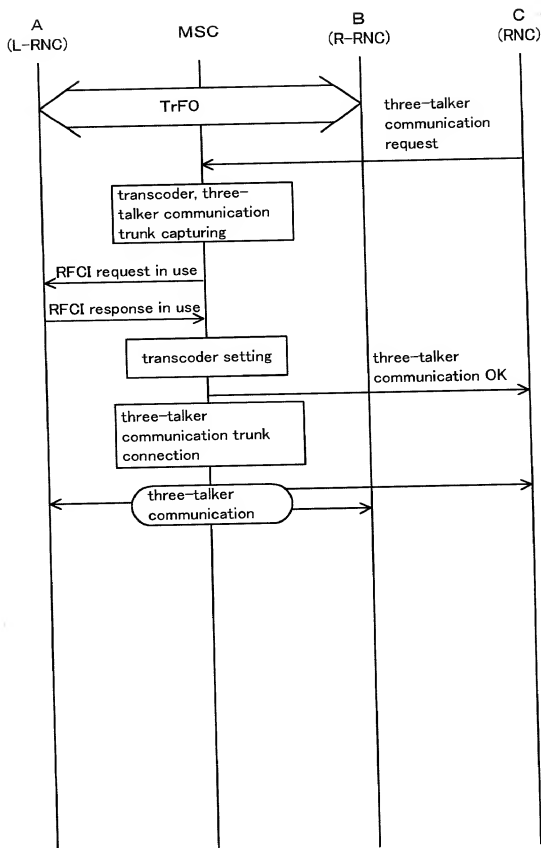 A
(L-RNC)
MSC
B
(R-RNC)
C
(RNC)
TrFO
three-talker
communication
request
transcoder, three-
talker communication
trunk capturing
RFCI request in use
RFCI response in use
transcoder setting
three-talker
communication OK
three-talker
communication trunk
connection
three-talker
communication